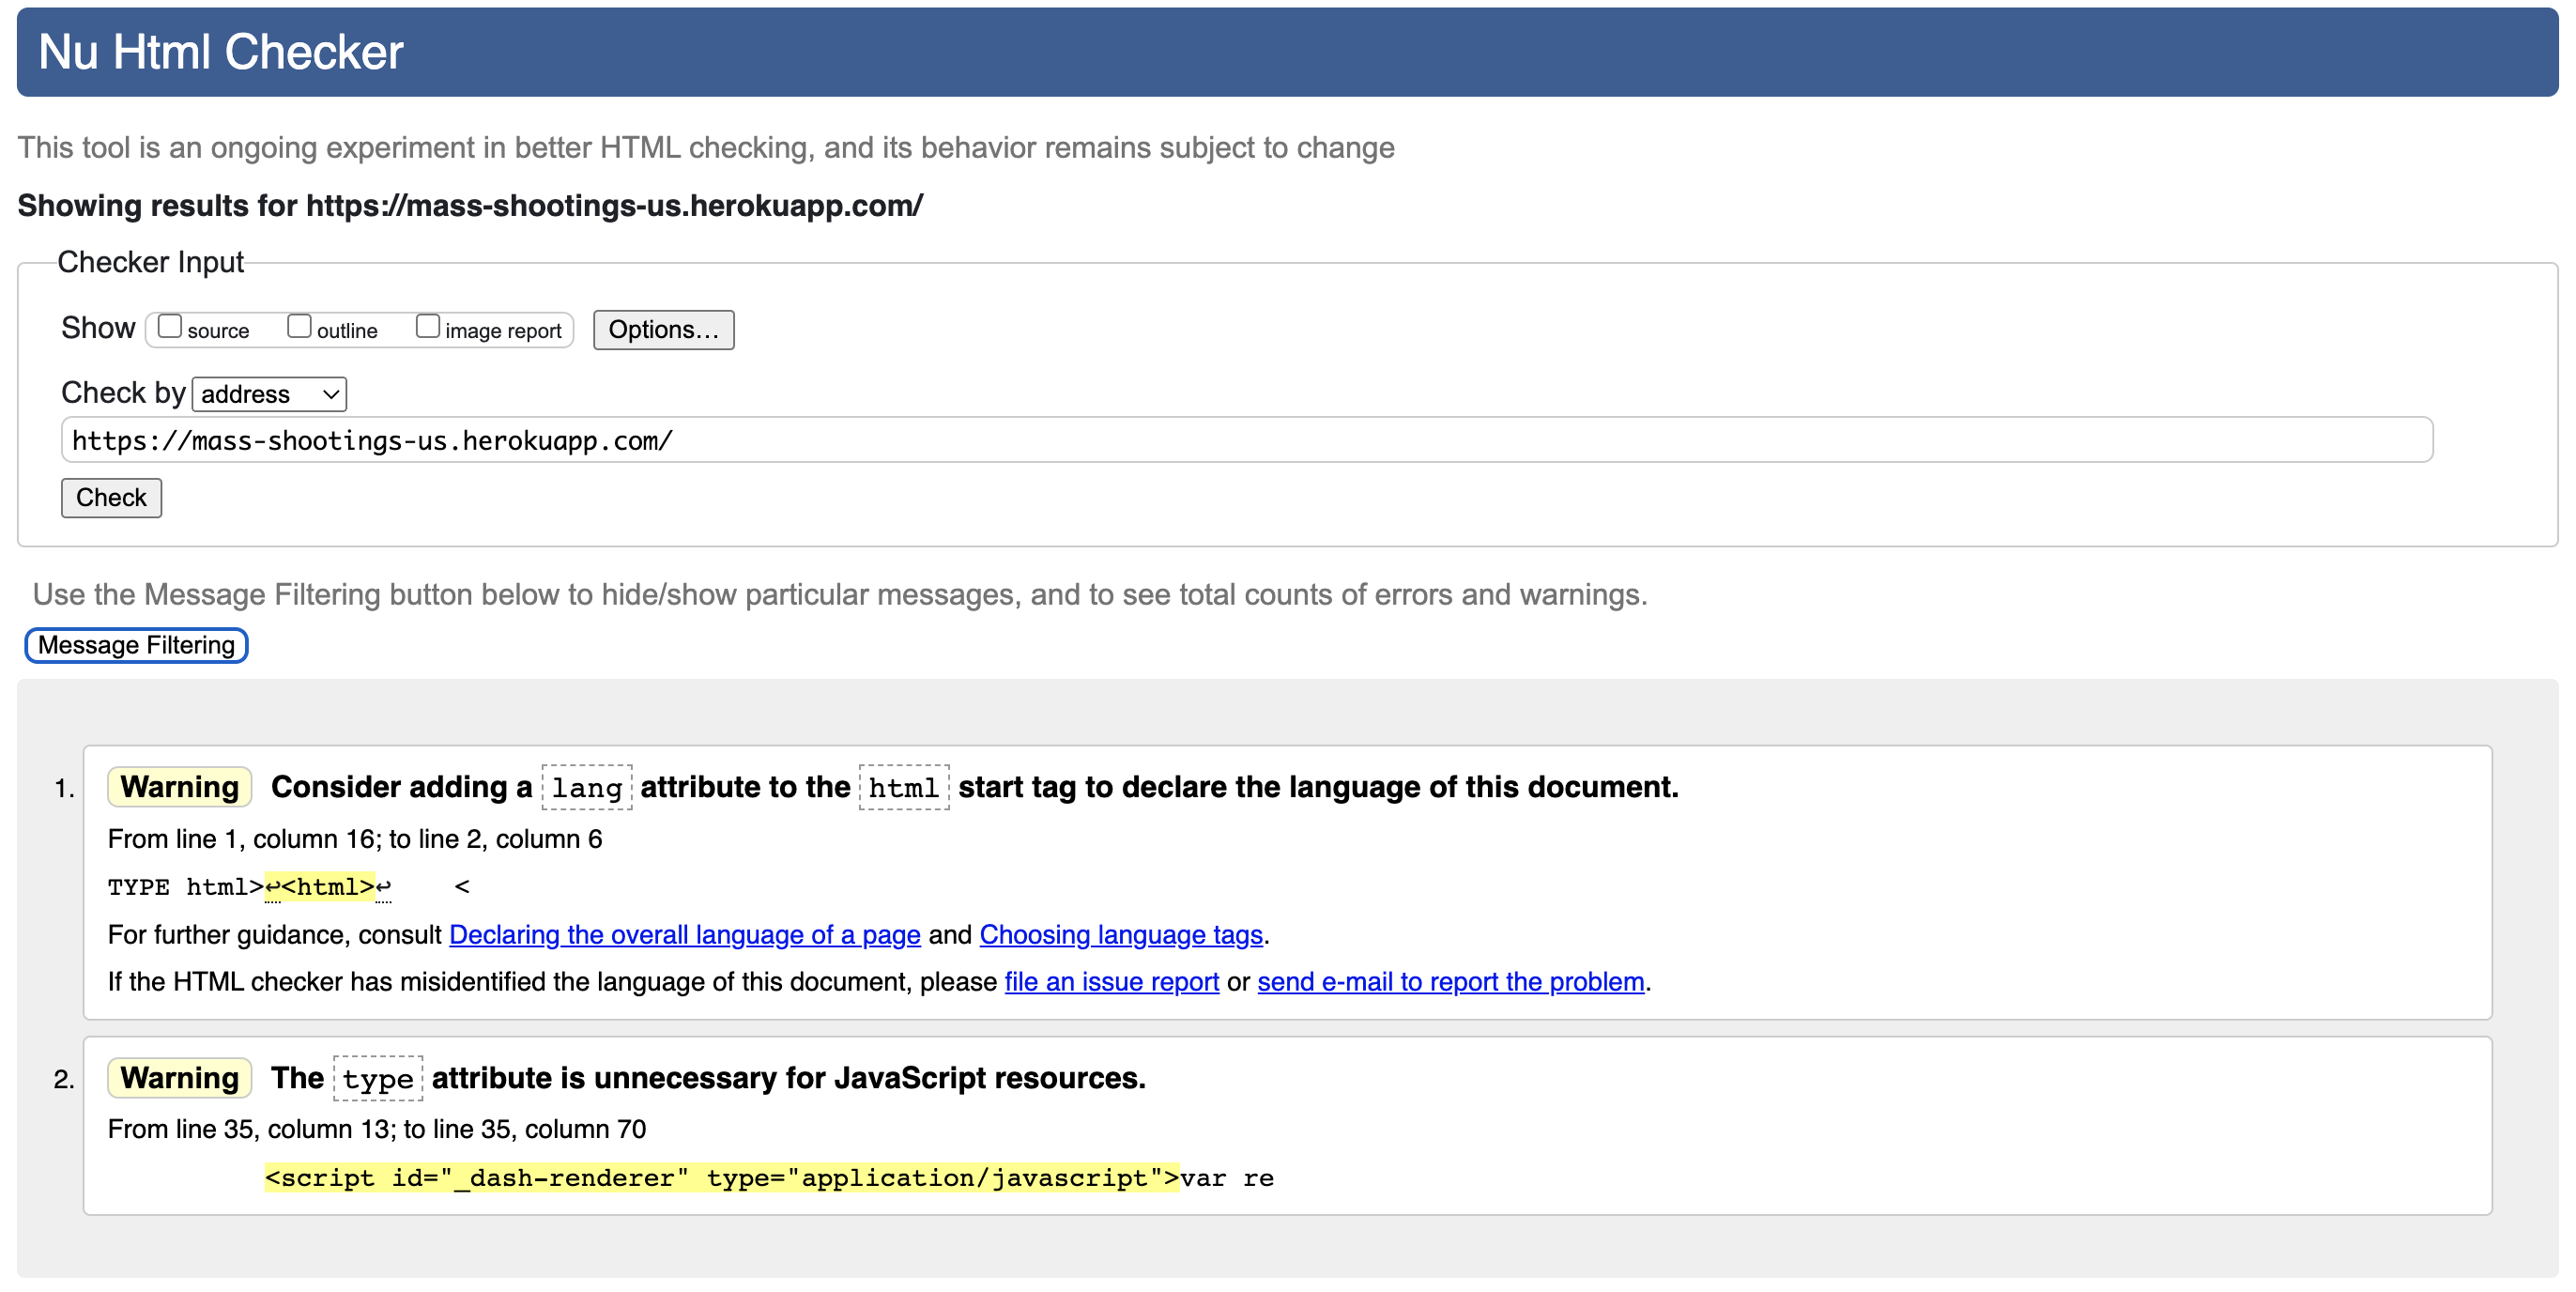 Nu Html Checker
This tool is an ongoing experiment in better HTML checking, and its behavior remains subject to change
Showing results for https://mass-shootings-us.herokuapp.com/
Checker Input
Show source outline image report Options...
Check by address
https://mass-shootings-us.herokuapp.com/
Check
Use the Message Filtering button below to hide/show particular messages, and to see total counts of errors and warnings.
Message Filtering
1. Warning Consider adding a lang attribute to the html start tag to declare the language of this document.
From line 1, column 16; to line 2, column 6
TYPE html>↩<html>↩    <
For further guidance, consult Declaring the overall language of a page and Choosing language tags.
If the HTML checker has misidentified the language of this document, please file an issue report or send e-mail to report the problem.
2. Warning The type attribute is unnecessary for JavaScript resources.
From line 35, column 13; to line 35, column 70
<script id="_dash-renderer" type="application/javascript">var re